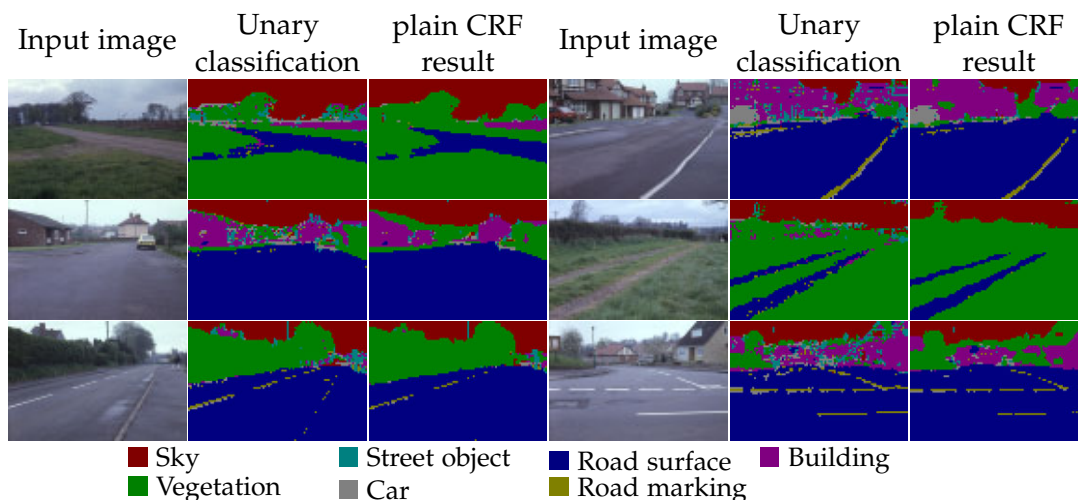 Input image
Unary
classification
plain CRF
result
Input image
Unary
classification
plain CRF
result
Sky
Street object
Road surface
Building
Vegetation
Car
Road marking